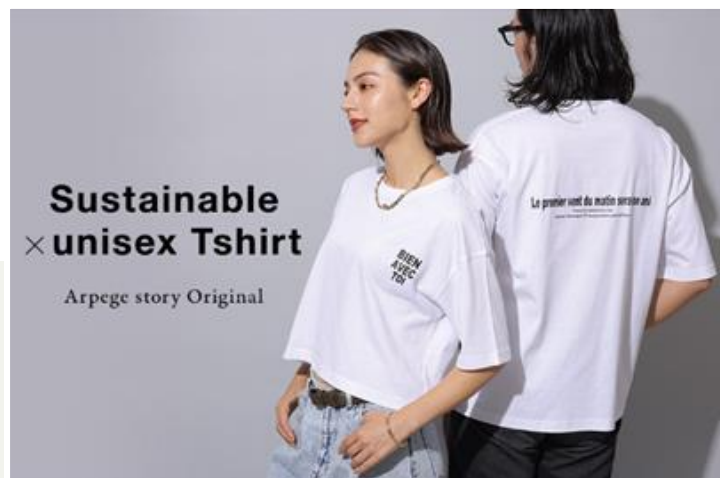 Sustainable
×unisex Tshirt
Arpege story Original
BIEN
AVEC
TOI
Le premier vent du matin